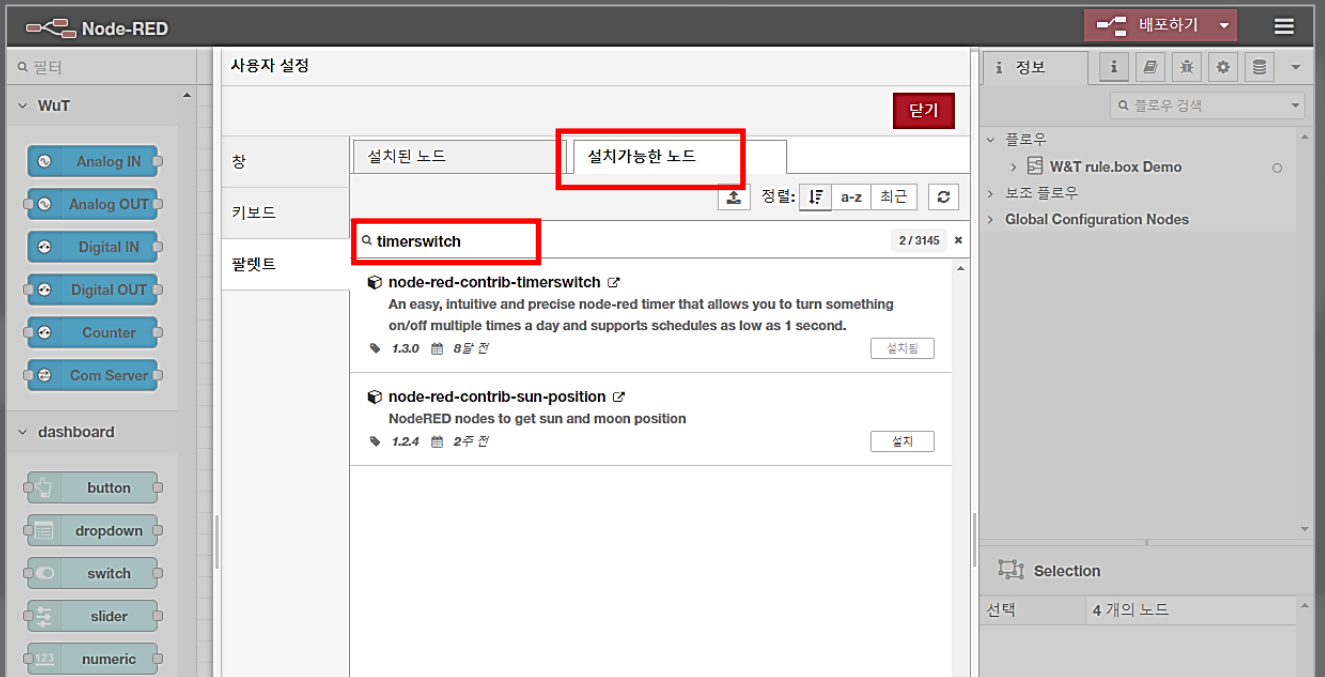 Node-RED
배포하기
필터
WuT
Analog IN
Analog OUT
Digital IN
Digital OUT
Counter
Com Server
dashboard
button
dropdown
switch
slider
123
numeric
사용자 설정
닫기
창
키보드
팔렛트
설치된 노드
설치가능한 노드
정렬:
a-z
최근
timerswitch
2 / 3145
node-red-contrib-timerswitch
An easy, intuitive and precise node-red timer that allows you to turn something
on/off multiple times a day and supports schedules as low as 1 second.
1.3.0 8달 전
설치됨
node-red-contrib-sun-position
NodeRED nodes to get sun and moon position
1.2.4 2주 전
설치
정보
플로우 검색
플로우
W&T rule.box Demo
보조 플로우
Global Configuration Nodes
Selection
선택 4 개의 노드